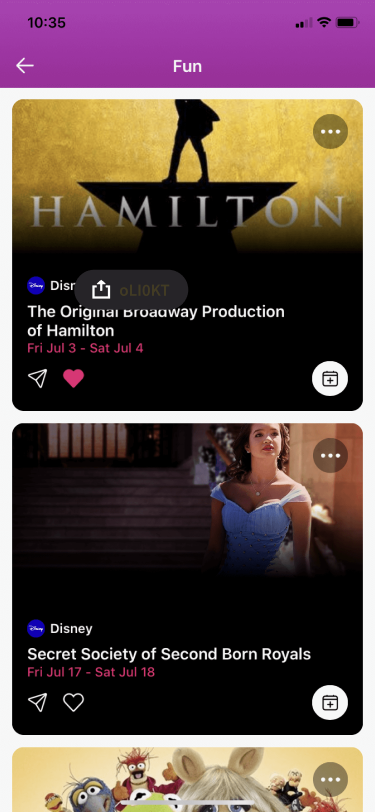 10:35
Fun
HAMILTON
Disn
oLI0KT
The Original Broadway Production
of Hamilton
Fri Jul 3 - Sat Jul 4
Disney
Disney
Secret Society of Second Born Royals
Fri Jul 17 - Sat Jul 18